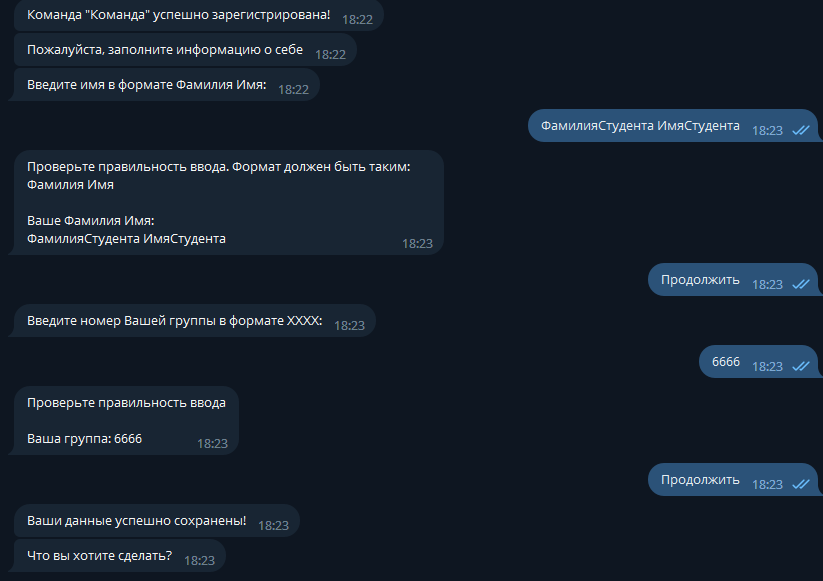 Команда "Команда" успешно зарегистрирована! 18:22
Пожалуйста, заполните информацию о себе 18:22
Введите имя в формате Фамилия Имя: 18:22
ФамилияСтудента ИмяСтудента 18:23
Проверьте правильность ввода. Формат должен быть таким:
Фамилия Имя
Ваше Фамилия Имя:
ФамилияСтудента ИмяСтудента 18:23
Продолжить 18:23
Введите номер Вашей группы в формате XXXX: 18:23
6666 18:23
Проверьте правильность ввода
Ваша группа: 6666 18:23
Продолжить 18:23
Ваши данные успешно сохранены! 18:23
Что вы хотите сделать? 18:23